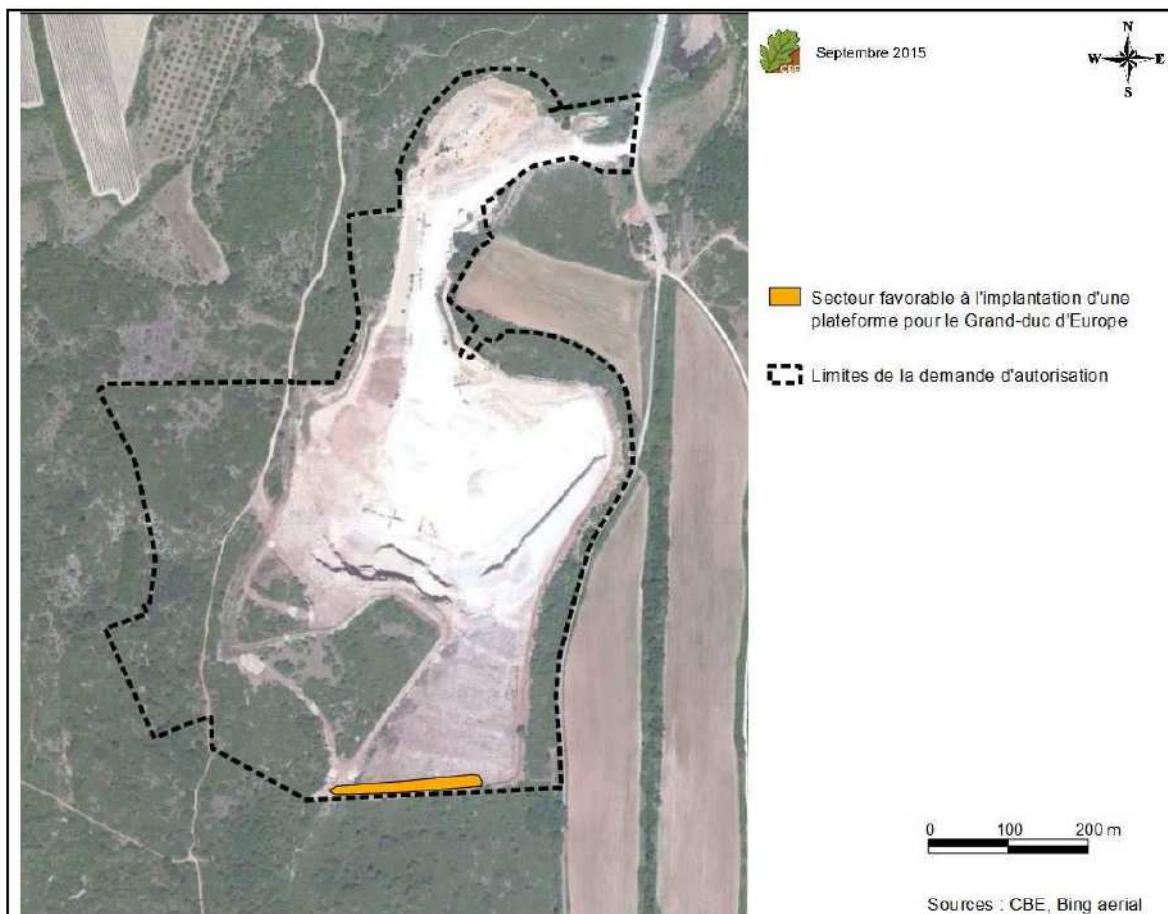 CBE
Septembre 2015
N
W E
S
Secteur favorable à l'implantation d'une
plateforme pour le Grand-duc d'Europe
Limites de la demande d'autorisation
0 100 200 m
Sources : CBE, Bing aerial